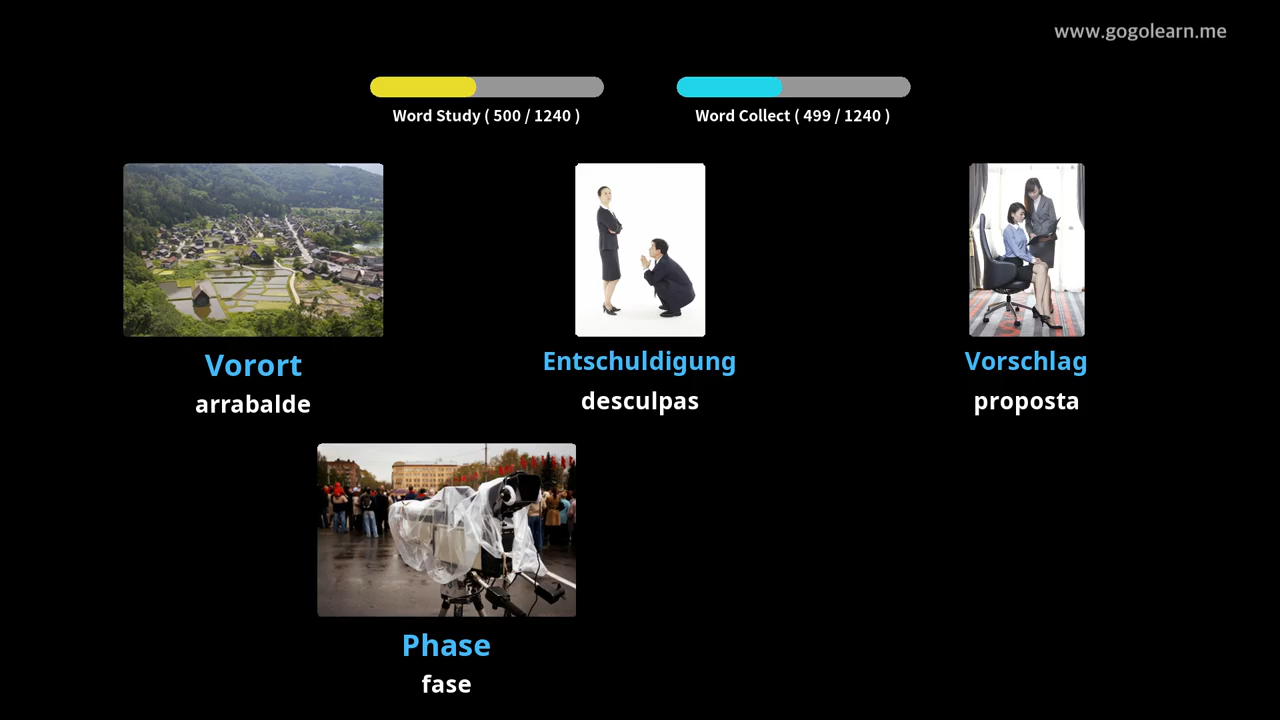 www.gogolearn.me
Word Study ( 500 / 1240 )
Word Collect ( 499 / 1240 )
Vorort
arrabalde
Entschuldigung
desculpas
Vorschlag
proposta
Phase
fase